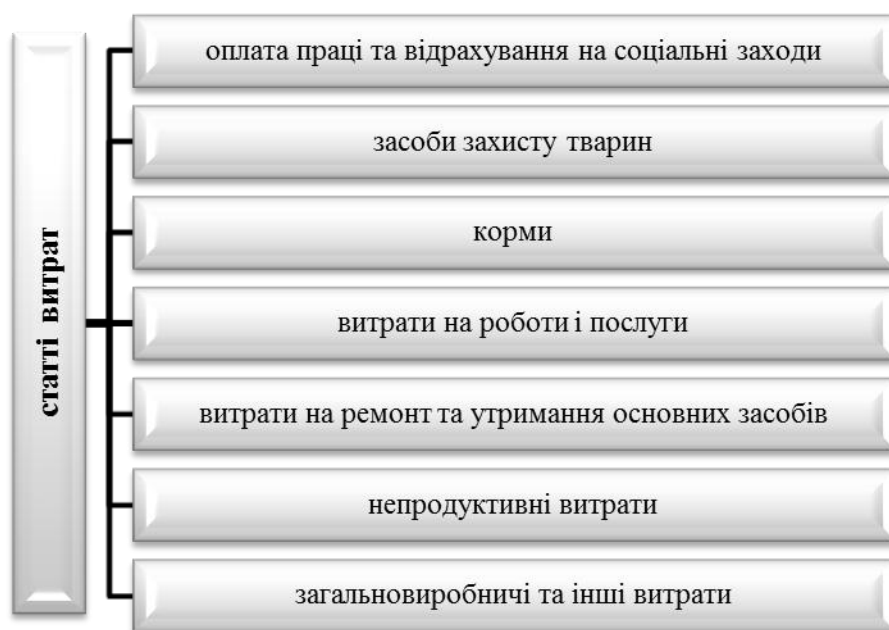 статті витрат
оплата праці та відрахування на соціальні заходи
засоби захисту тварин
корми
витрати на роботи і послуги
витрати на ремонт та утримання основних засобів
непродуктивні витрати
загальновиробничі та інші витрати